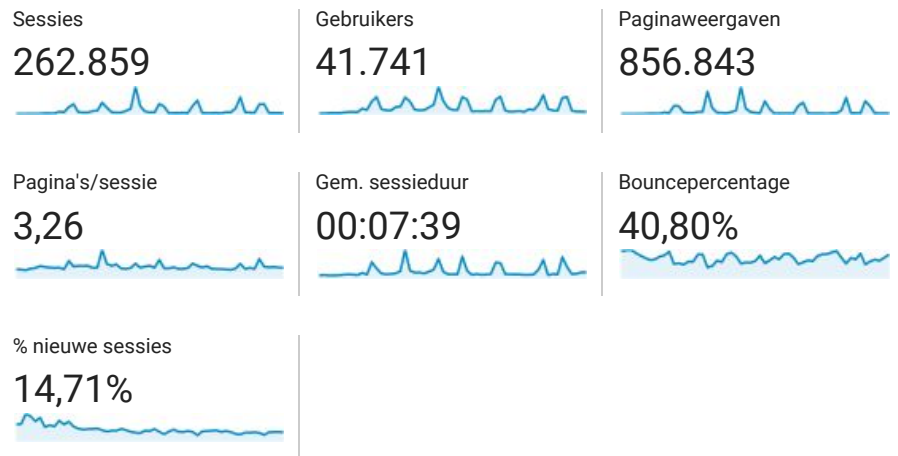 Sessies
262.859
Gebruikers
41.741
Paginaweergaven
856.843
Pagina's/sessie
3,26
Gem. sessieduur
00:07:39
Bouncepercentage
40,80%
% nieuwe sessies
14,71%